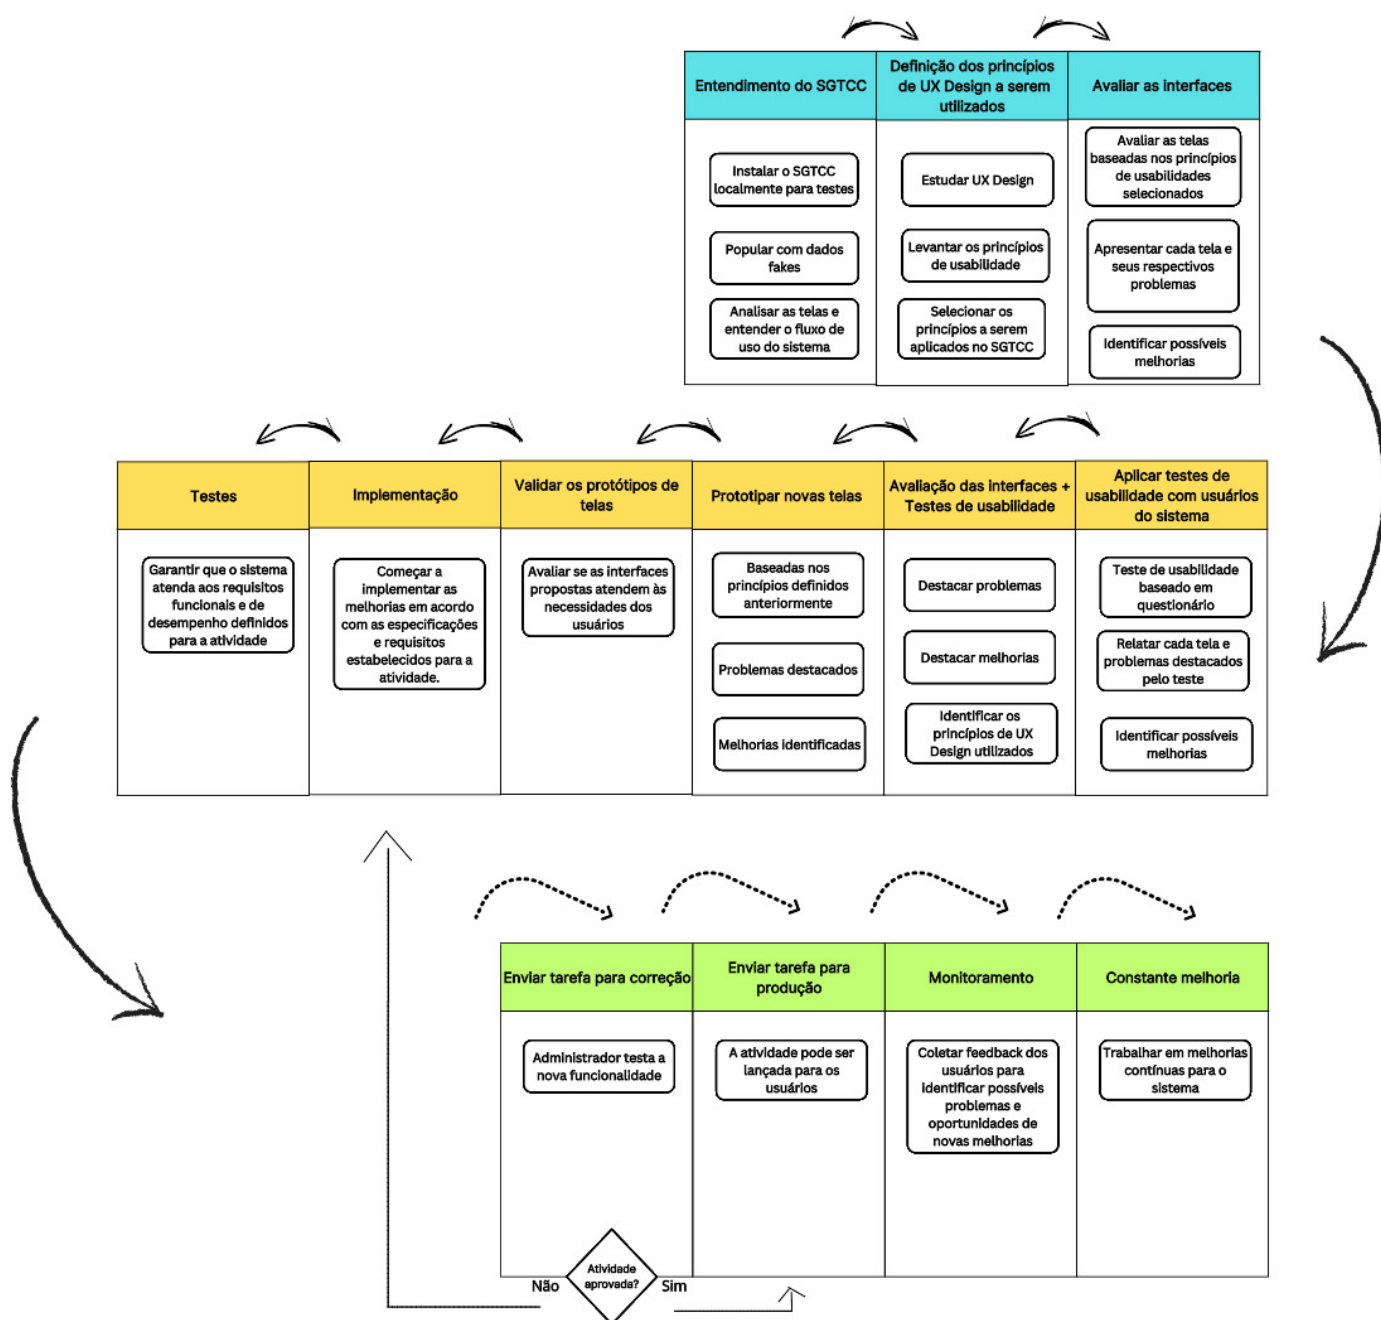 Entendimento do SGTCC
Definição dos princípios
de UX Design a serem
utilizados
Avaliar as interfaces
Instalar o SGTCC
localmente para testes
Popular com dados
fakes
Analisar as telas e
entender o fluxo de
uso do sistema
Estudar UX Design
Levantar os princípios
de usabilidade
Selecionar os
princípios a serem
aplicados no SGTCC
Avaliar as telas
baseadas nos princípios
de usabilidades
selecionados
Apresentar cada tela e
seus respectivos
problemas
Identificar possíveis
melhorias
Testes
Implementação
Validar os protótipos de
telas
Prototipar novas telas
Avaliação das interfaces +
Testes de usabilidade
Aplicar testes de
usabilidade com usuários
do sistema
Garantir que o sistema
atenda aos requisitos
funcionais e de
desempenho definidos
para a atividade
Começar a
implementar as
melhorias em acordo
com as especificações e
requisitos
estabelecidos para a
atividade.
Avaliar se as interfaces
propostas atendem às
necessidades dos
usuários
Baseadas nos
princípios definidos
anteriormente
Problemas destacados
Melhorias identificadas
Destacar problemas
Destacar melhorias
Identificar os
princípios de UX
Design utilizados
Teste de usabilidade
baseado em
questionário
Relatar cada tela e
problemas destacados
pelo teste
Identificar possíveis
melhorias
Enviar tarefa para correção
Enviar tarefa para
produção
Monitoramento
Constante melhoria
Administrador testa a
nova funcionalidade
A atividade pode ser
lançada para os
usuários
Coletar feedback dos
usuários para
identificar possíveis
problemas e
oportunidades de
novas melhorias
Trabalhar em melhorias
contínuas para o
sistema
Atividade
aprovada?
Não
Sim